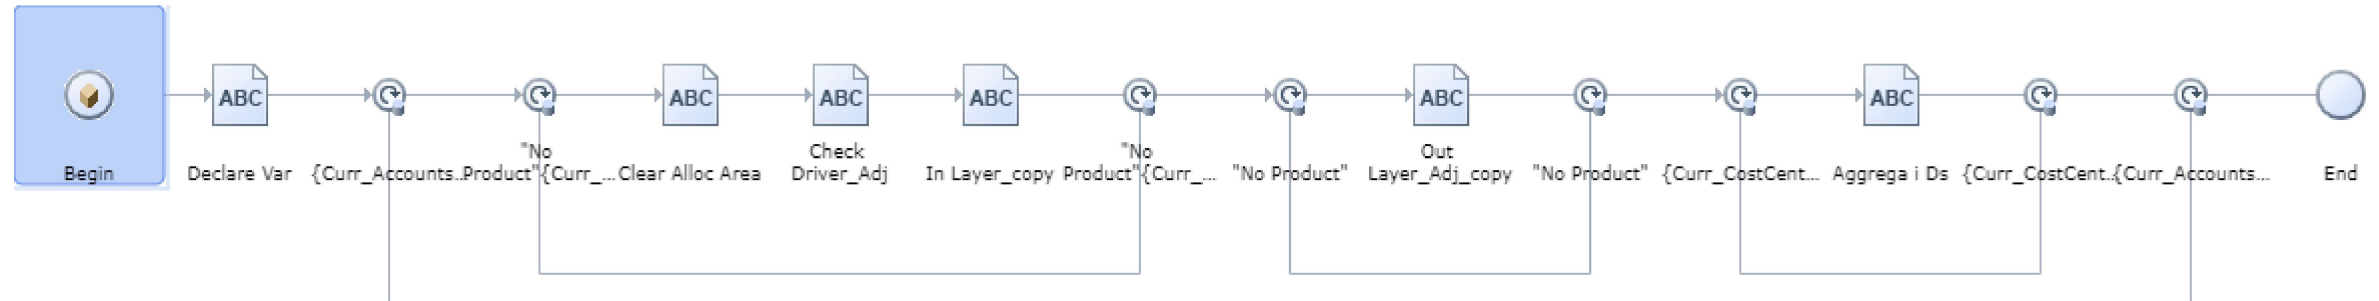 ABC
ABC
ABC
ABC
ABC
ABC
Begin
Declare Var
{Curr_Accounts..
"No
Product"{Curr_...
Clear Alloc Area
Check
Driver_Adj
In Layer_copy
"No
Product"{Curr_...
"No Product"
Out
Layer_Adj_copy
"No Product"
{Curr_CostCent...
Aggrega i Ds
{Curr_CostCent..
{Curr_Accounts...
End